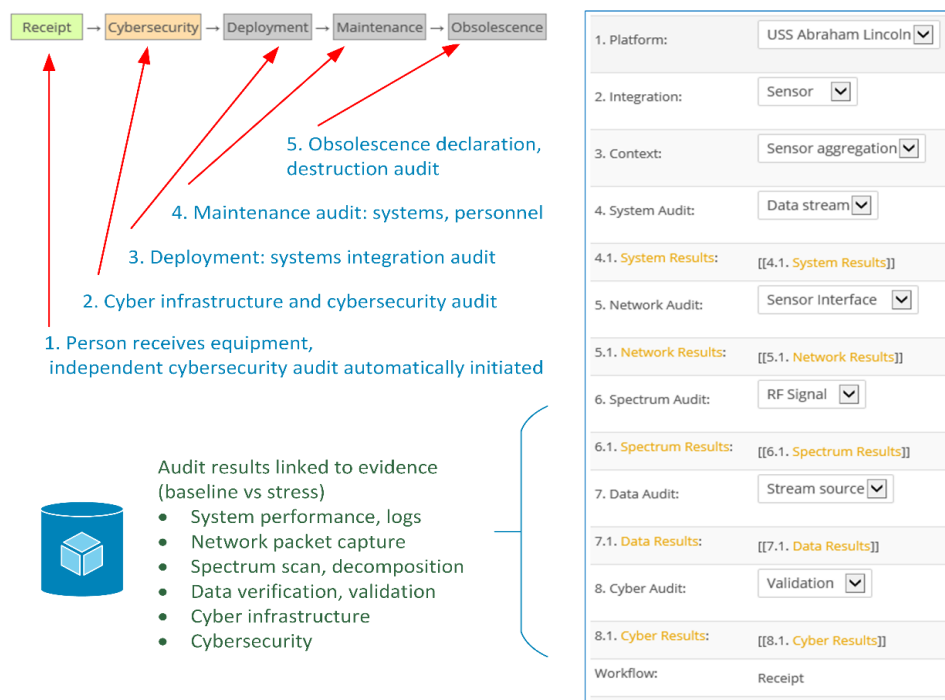 Receipt → Cybersecurity → Deployment → Maintenance → Obsolescence
5. Obsolescence declaration,
destruction audit
4. Maintenance audit: systems, personnel
3. Deployment: systems integration audit
2. Cyber infrastructure and cybersecurity audit
1. Person receives equipment,
independent cybersecurity audit automatically initiated
Audit results linked to evidence
(baseline vs stress)
• System performance, logs
• Network packet capture
• Spectrum scan, decomposition
• Data verification, validation
• Cyber infrastructure
• Cybersecurity
1. Platform: USS Abraham Lincoln
2. Integration: Sensor
3. Context: Sensor aggregation
4. System Audit: Data stream
4.1. System Results: [[4.1. System Results]]
5. Network Audit: Sensor Interface
5.1. Network Results: [[5.1. Network Results]]
6. Spectrum Audit: RF Signal
6.1. Spectrum Results: [[6.1. Spectrum Results]]
7. Data Audit: Stream source
7.1. Data Results: [[7.1. Data Results]]
8. Cyber Audit: Validation
8.1. Cyber Results: [[8.1. Cyber Results]]
Workflow: Receipt